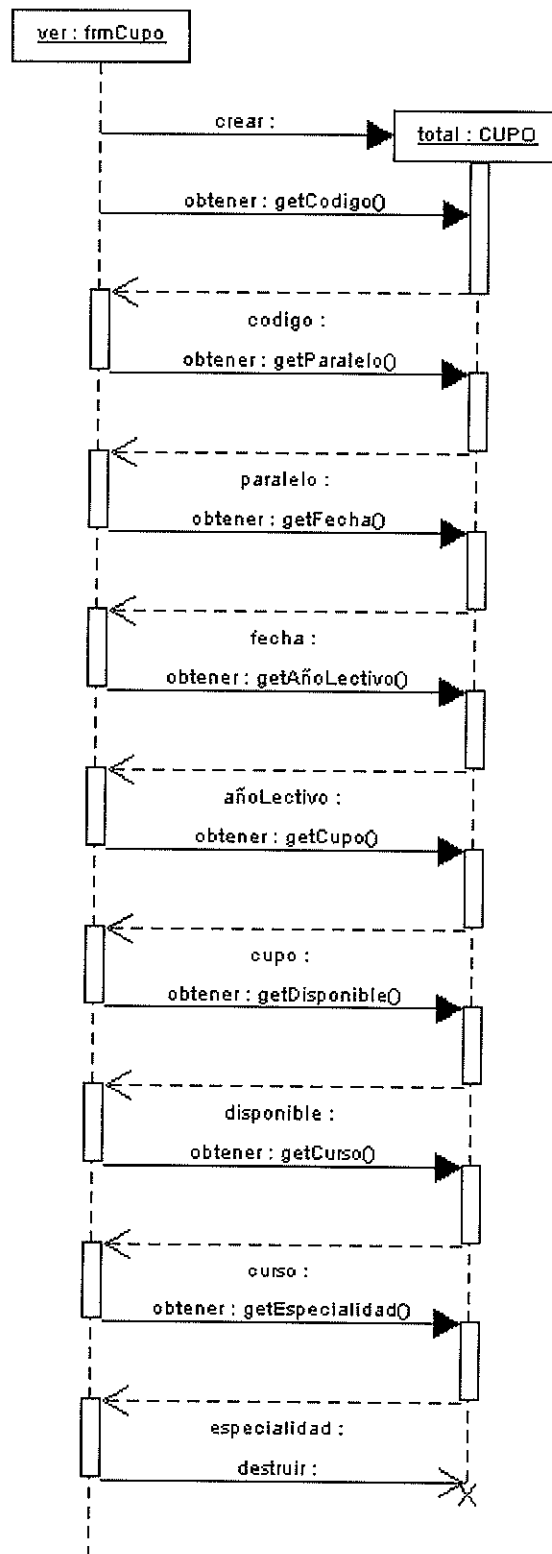 ver : frmCupo
crear :
total : CUPO
obtener : getCodigo()
codigo :
obtener : getParalelo()
paralelo :
obtener : getFecha()
fecha :
obtener : getAñoLectivo()
añoLectivo :
obtener : getCupo()
cupo :
obtener : getDisponible()
disponible :
obtener : getCurso()
curso :
obtener : getEspecialidad()
especialidad :
destruir :